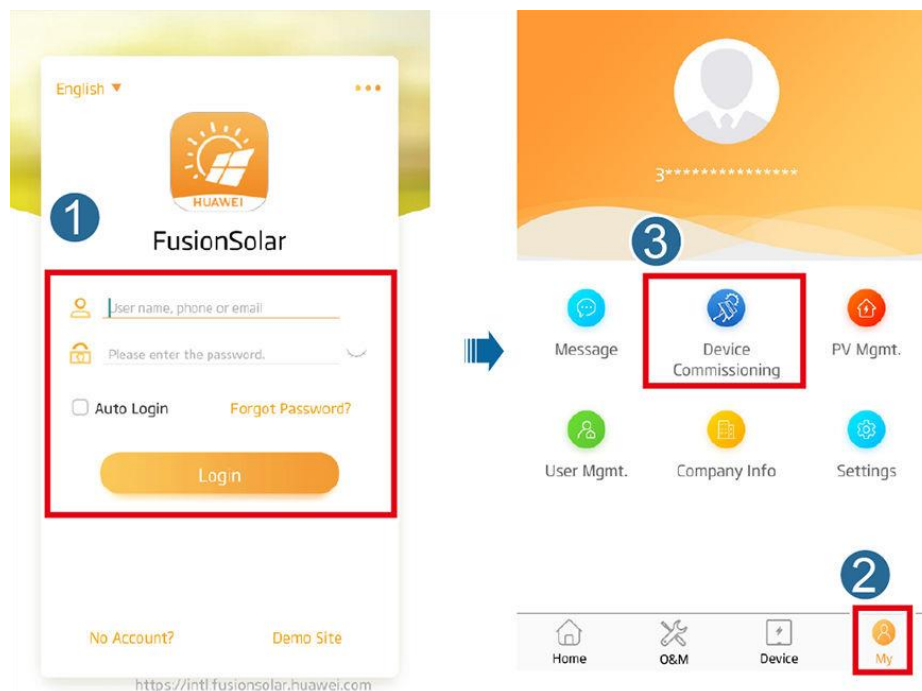 English ▼
HUAWEI
1
FusionSolar
User name, phone or email
Please enter the password.
Auto Login
Forgot Password?
Login
No Account?
Demo Site
https://intl.fusionsolar.huawei.com
3***************
3
Message
Device
Commissioning
PV Mgmt.
User Mgmt.
Company Info
Settings
2
Home
O&M
Device
My